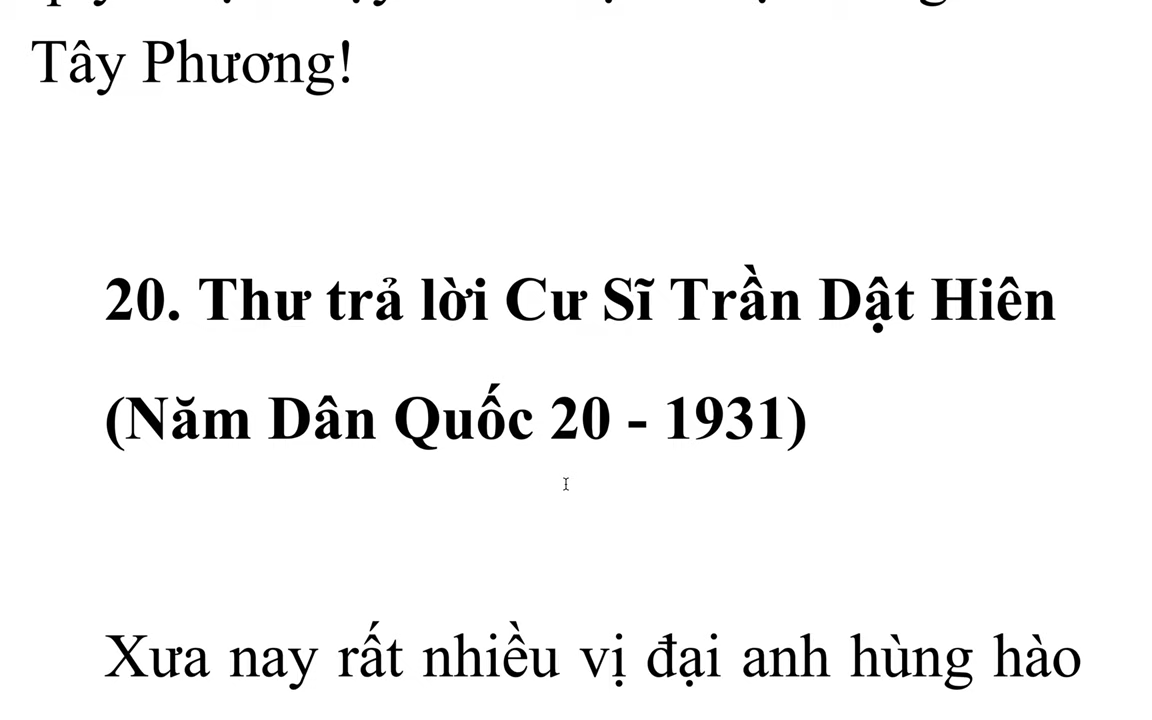 Tây Phương!
20. Thư trả lời Cư Sĩ Trần Dật Hiên
(Năm Dân Quốc 20 - 1931)
Xưa nay rất nhiều vị đại anh hùng hào